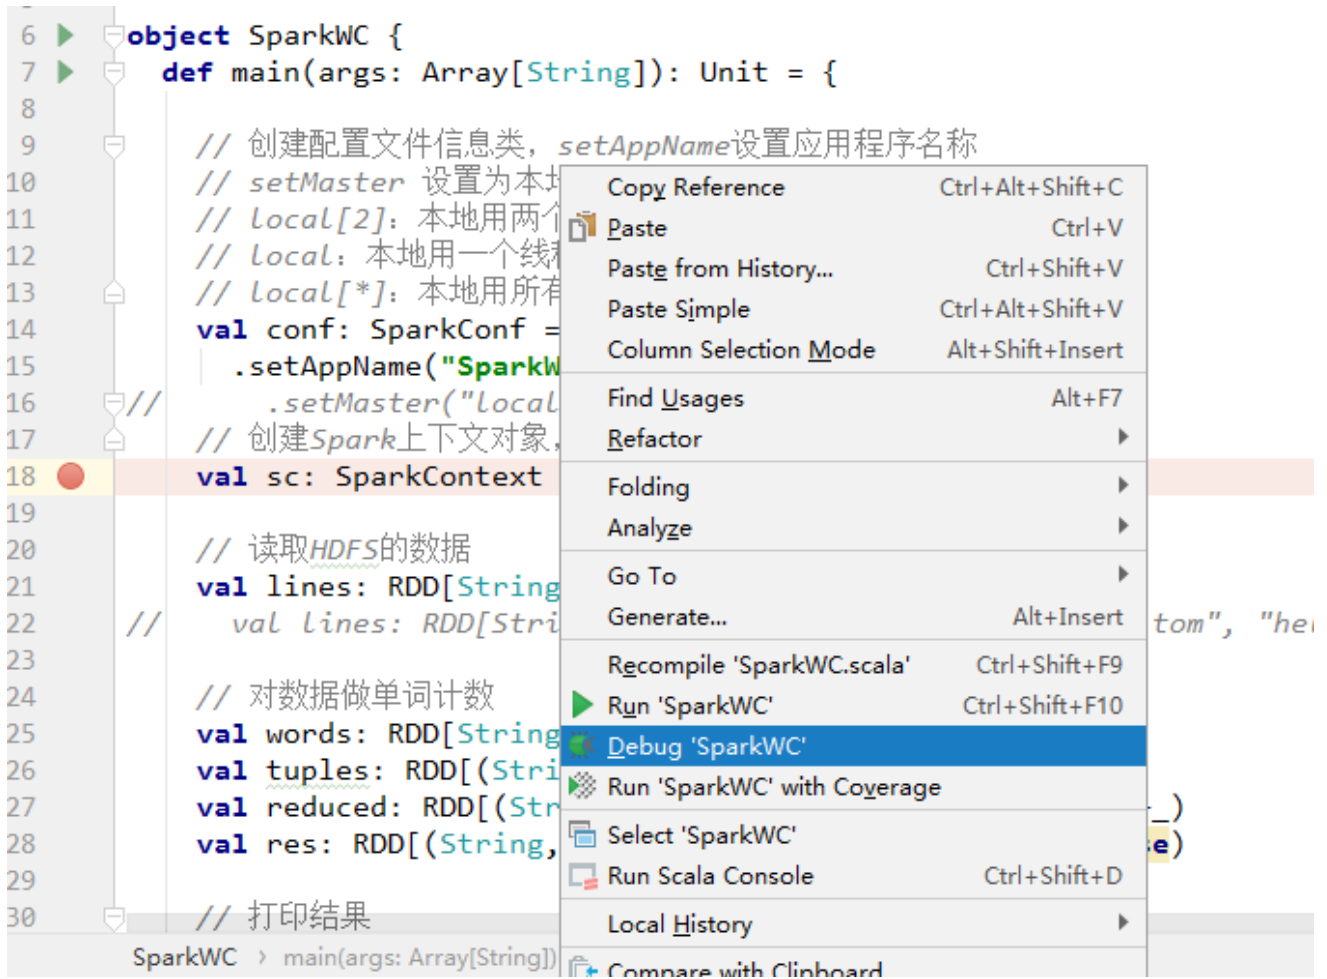 6 object SparkWC {
7 def main(args: Array[String]): Unit = {
8
9 // 创建配置文件信息类，setAppName设置应用程序名称
10 // setMaster 设置为本地
11 // local[2]：本地用两个
12 // local：本地用一个线程
13 // local[*]：本地用所有
14 val conf: SparkConf =
15 .setAppName("SparkW
16 // .setMaster("local
17 // 创建Spark上下文对象，
18 val sc: SparkContext
19
20 // 读取HDFS的数据
21 val lines: RDD[String
22 // val lines: RDD[Stri tom", "hel
23
24 // 对数据做单词计数
25 val words: RDD[String
26 val tuples: RDD[(Stri
27 val reduced: RDD[(Str _)
28 val res: RDD[(String, e)
29
30 // 打印结果
SparkWC › main(args: Array[String])
Copy Reference Ctrl+Alt+Shift+C
Paste Ctrl+V
Paste from History... Ctrl+Shift+V
Paste Simple Ctrl+Alt+Shift+V
Column Selection Mode Alt+Shift+Insert
Find Usages Alt+F7
Refactor
Folding
Analyze
Go To
Generate... Alt+Insert
Recompile 'SparkWC.scala' Ctrl+Shift+F9
Run 'SparkWC' Ctrl+Shift+F10
Debug 'SparkWC'
Run 'SparkWC' with Coverage
Select 'SparkWC'
Run Scala Console Ctrl+Shift+D
Local History
Compare with Clipboard